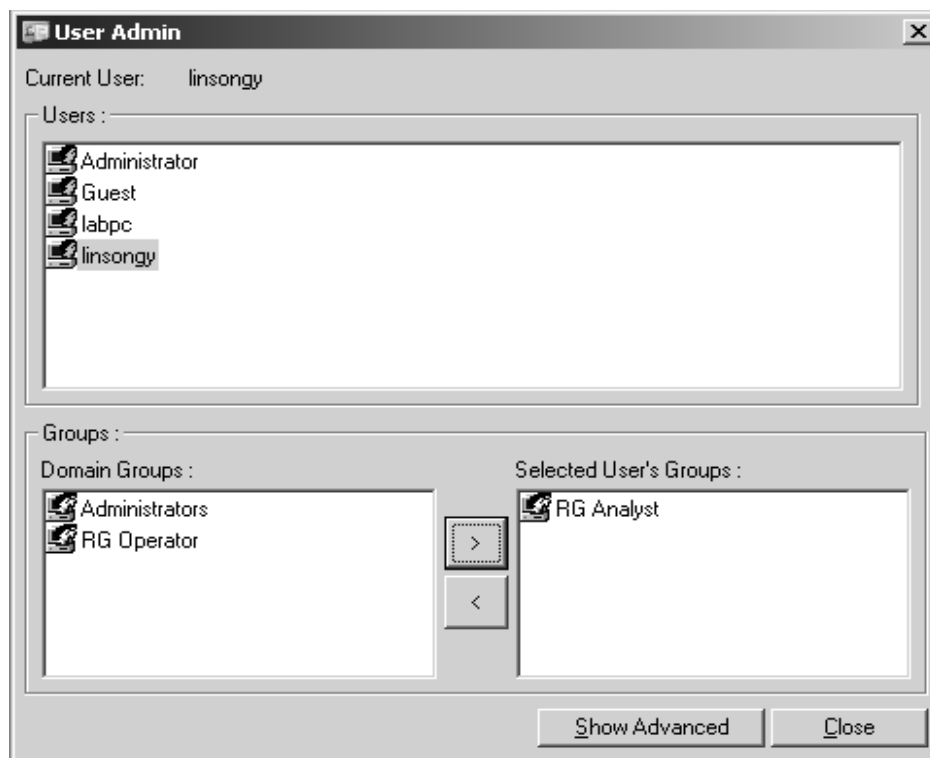 User Admin
Current User: linsongy
Users :
Administrator
Guest
labpc
linsongy
Groups :
Domain Groups :
Administrators
RG Operator
>
<
Selected User's Groups :
RG Analyst
Show Advanced
Close